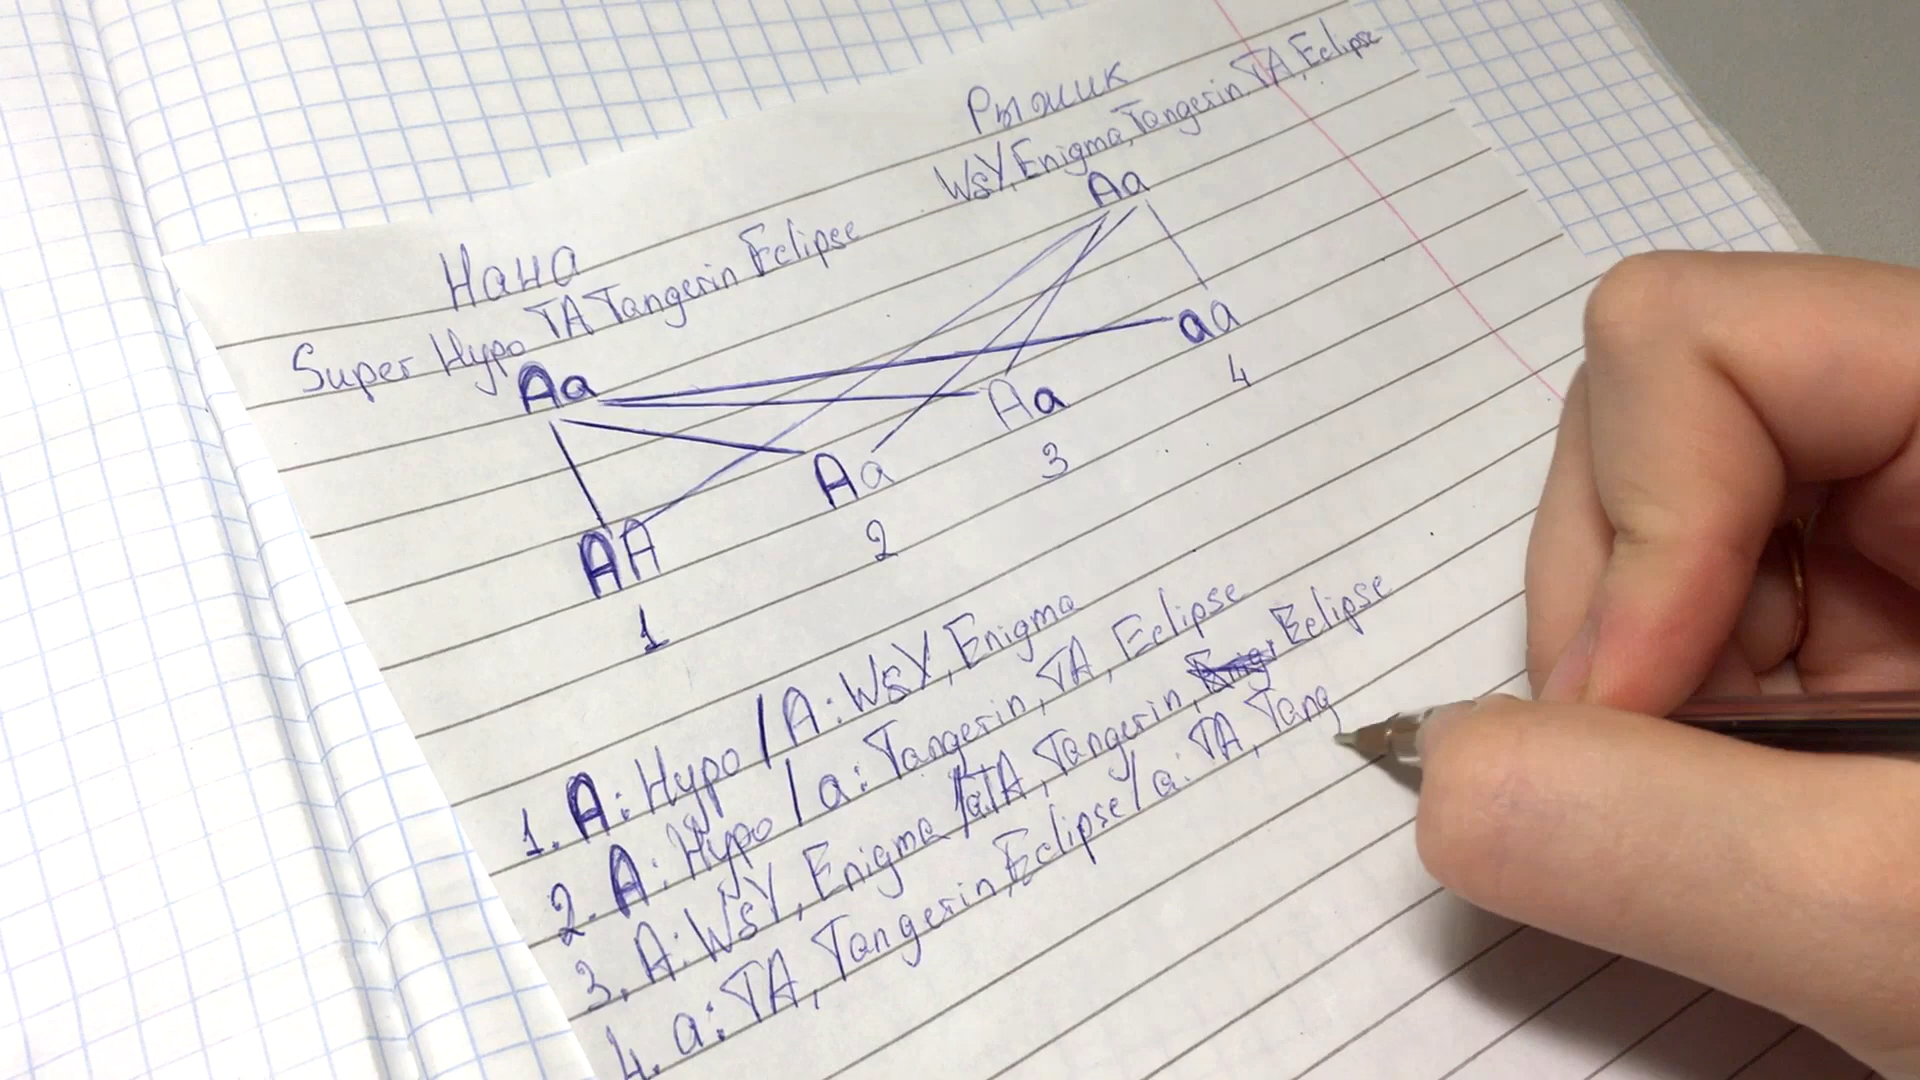 Рыжик
WsY, Enigma, Tangerin, TA, Eclipse
Aa
Нана
Super Hypo TA Tangerin Eclipse
Aa
aa
4
Aa
3
Aa
2
AA
1
1. A: Hypo / A: WsY, Enigma
2. A: Hypo / a: Tangerin, TA, Eclipse
3. A: WsY, Enigma / a: TA, Tangerin, Eclipse
4. a: TA, Tangerin, Eclipse / a: TA, Tang